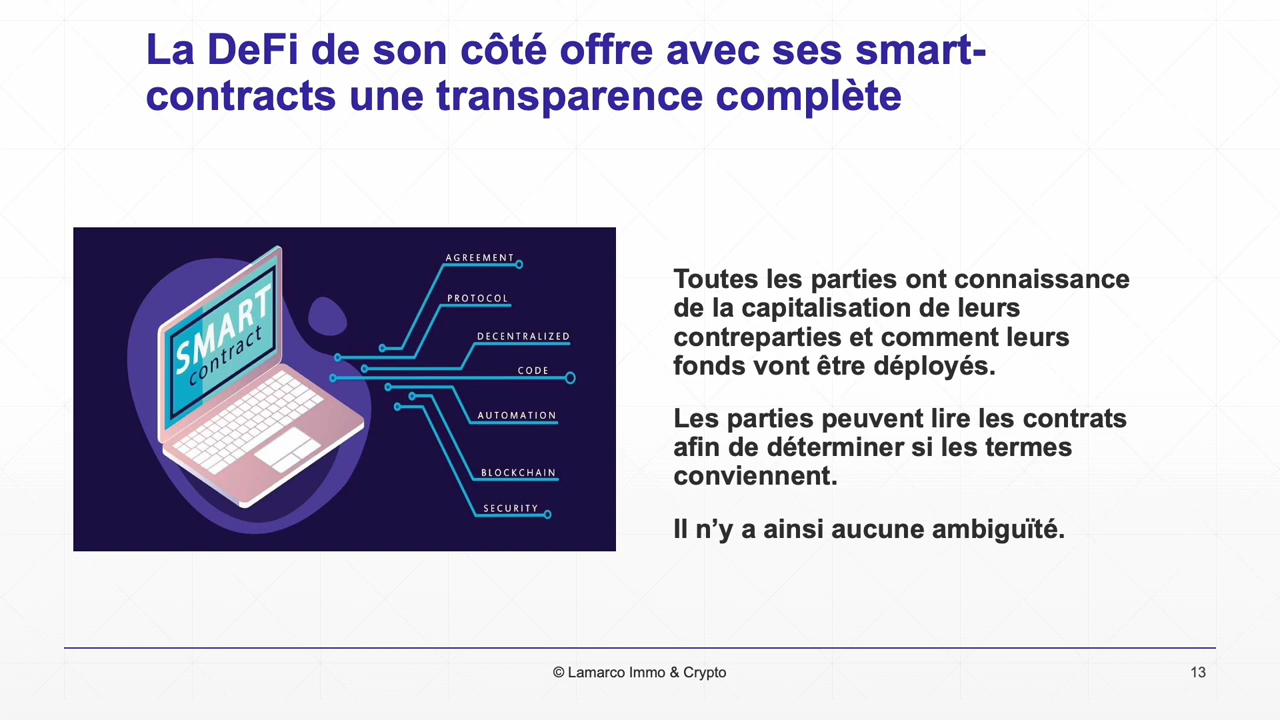 La DeFi de son côté offre avec ses smart-
contracts une transparence complète
SMART
contract
AGREEMENT
PROTOCOL
DECENTRALIZED
CODE
AUTOMATION
BLOCKCHAIN
SECURITY
Toutes les parties ont connaissance
de la capitalisation de leurs
contreparties et comment leurs
fonds vont être déployés.
Les parties peuvent lire les contrats
afin de déterminer si les termes
conviennent.
Il n’y a ainsi aucune ambiguïté.
© Lamarco Immo & Crypto
13